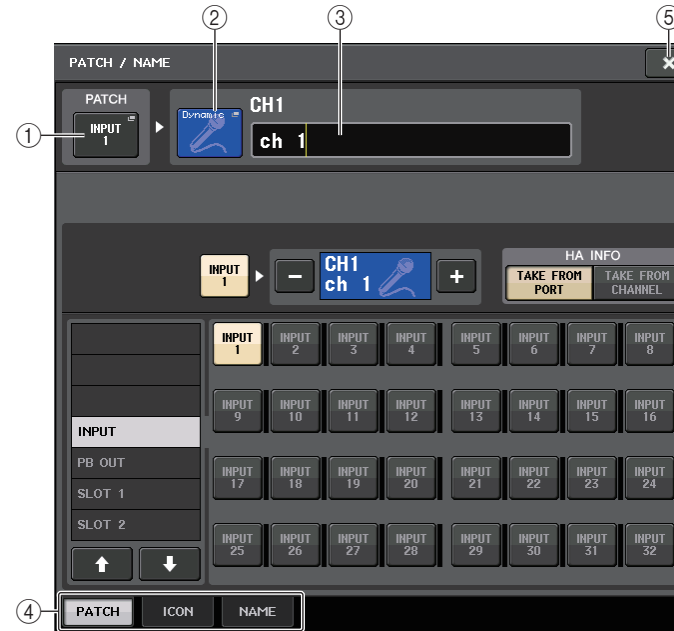 ② ③ ⑤
PATCH / NAME ×
PATCH
① INPUT 1
Dynamic
CH1
ch 1
INPUT 1
−
CH1
ch 1
+
HA INFO
TAKE FROM PORT
TAKE FROM CHANNEL
INPUT 1 INPUT 2 INPUT 3 INPUT 4 INPUT 5 INPUT 6 INPUT 7 INPUT 8
INPUT 9 INPUT 10 INPUT 11 INPUT 12 INPUT 13 INPUT 14 INPUT 15 INPUT 16
INPUT
PB OUT
SLOT 1
SLOT 2
INPUT 17 INPUT 18 INPUT 19 INPUT 20 INPUT 21 INPUT 22 INPUT 23 INPUT 24
INPUT 25 INPUT 26 INPUT 27 INPUT 28 INPUT 29 INPUT 30 INPUT 31 INPUT 32
④ PATCH ICON NAME